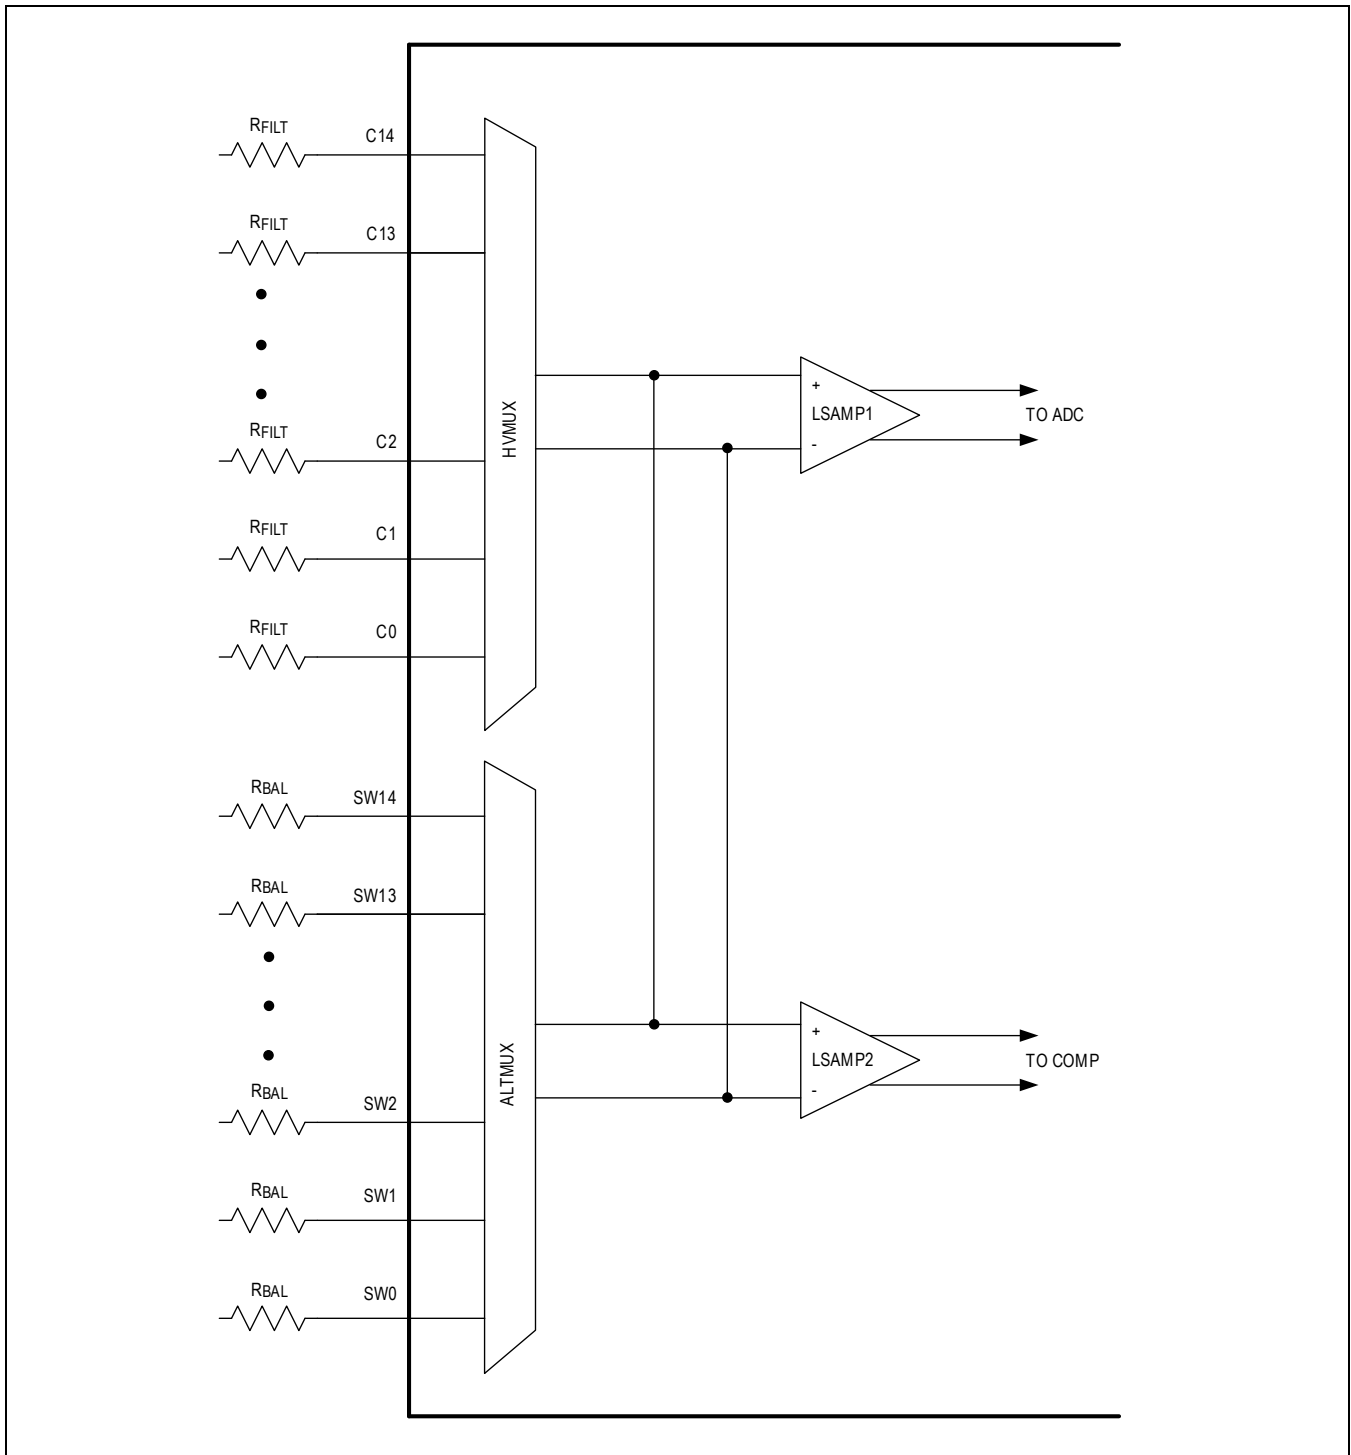 RFILT
C14
RFILT
C13
RFILT
C2
RFILT
C1
RFILT
C0
HVMUX
+
LSAMP1
-
TO ADC
RBAL
SW14
RBAL
SW13
RBAL
SW2
RBAL
SW1
RBAL
SW0
ALTMUX
+
LSAMP2
-
TO COMP